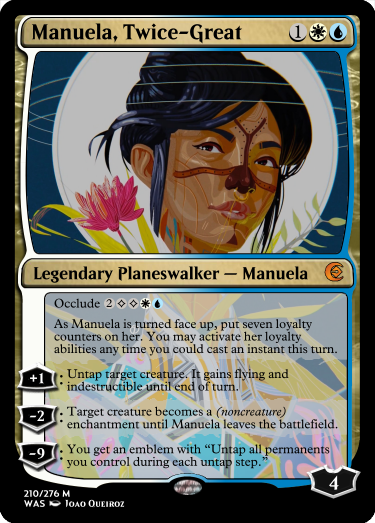 Manuela, Twice-Great 1
Legendary Planeswalker — Manuela
Occlude 2
As Manuela is turned face up, put seven loyalty
counters on her. You may activate her loyalty
abilities any time you could cast an instant this turn.
+1: Untap target creature. It gains flying and
indestructible until end of turn.
-2: Target creature becomes a (noncreature)
enchantment until Manuela leaves the battlefield.
-9: You get an emblem with “Untap all permanents
you control during each untap step.”
4
210/276 M
WAS Joao Queiroz